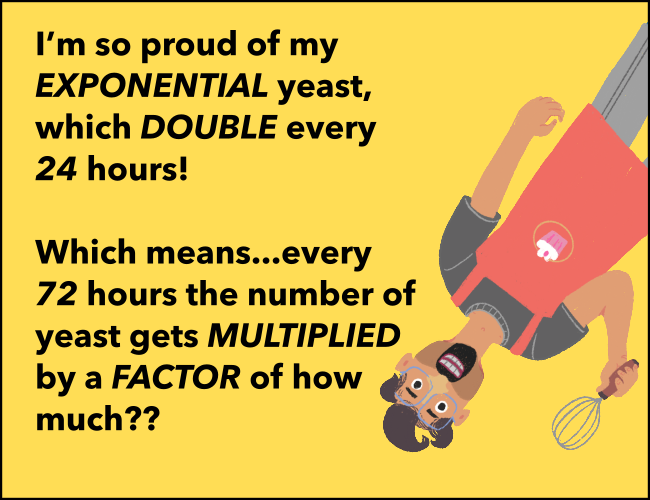 I’m so proud of my
EXPONENTIAL yeast,
which DOUBLE every
24 hours!
Which means...every
72 hours the number of
yeast gets MULTIPLIED
by a FACTOR of how
much??